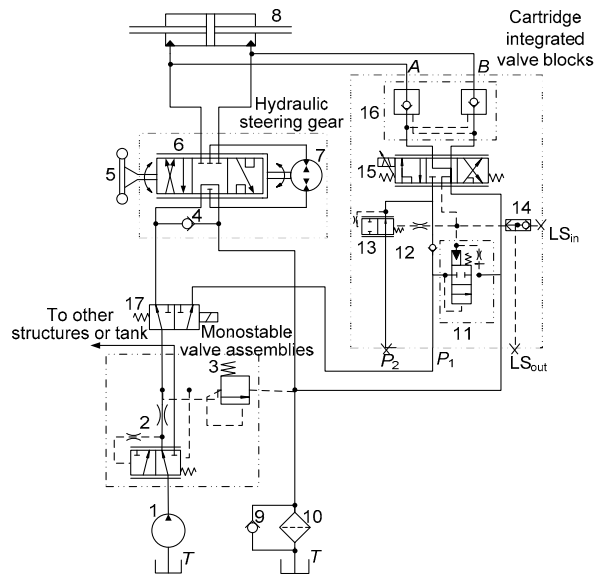 8
Cartridge
integrated
valve blocks
A
B
16
Hydraulic
steering gear
6
7
5
15
4
14
LSin
13
12
17
11
To other
structures or tank
Monostable
valve assemblies
P2
P1
LSout
3
2
1
9
10
T
T